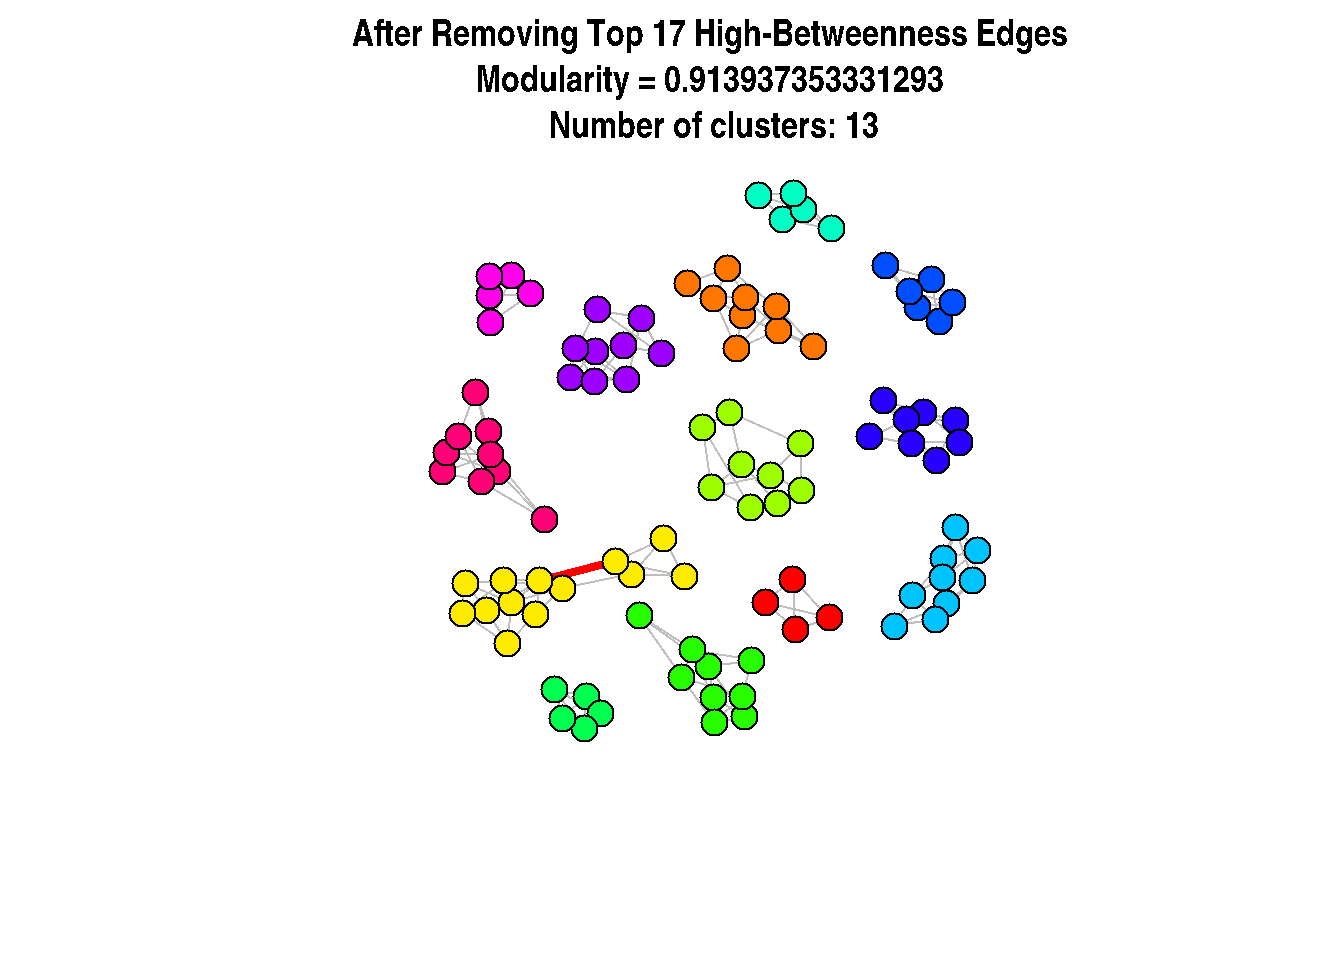 After Removing Top 17 High-Betweenness Edges
Modularity = 0.913937353331293
Number of clusters: 13